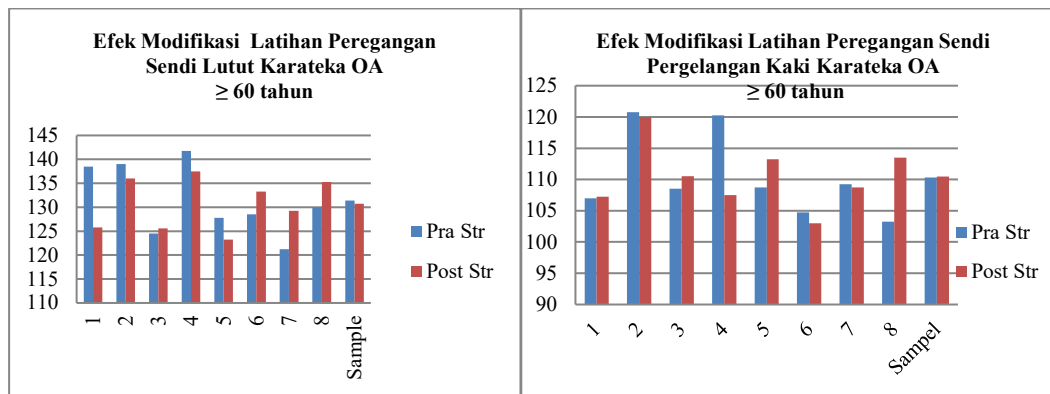 Efek Modifikasi Latihan Peregangan
Sendi Lutut Karateka OA
≥ 60 tahun
145
140
135
130
125
120
115
110
1
2
3
4
5
6
7
8
Sample
Pra Str
Post Str
Efek Modifikasi Latihan Peregangan Sendi
Pergelangan Kaki Karateka OA
≥ 60 tahun
125
120
115
110
105
100
95
90
1
2
3
4
5
6
7
8
Sampel
Pra Str
Post Str